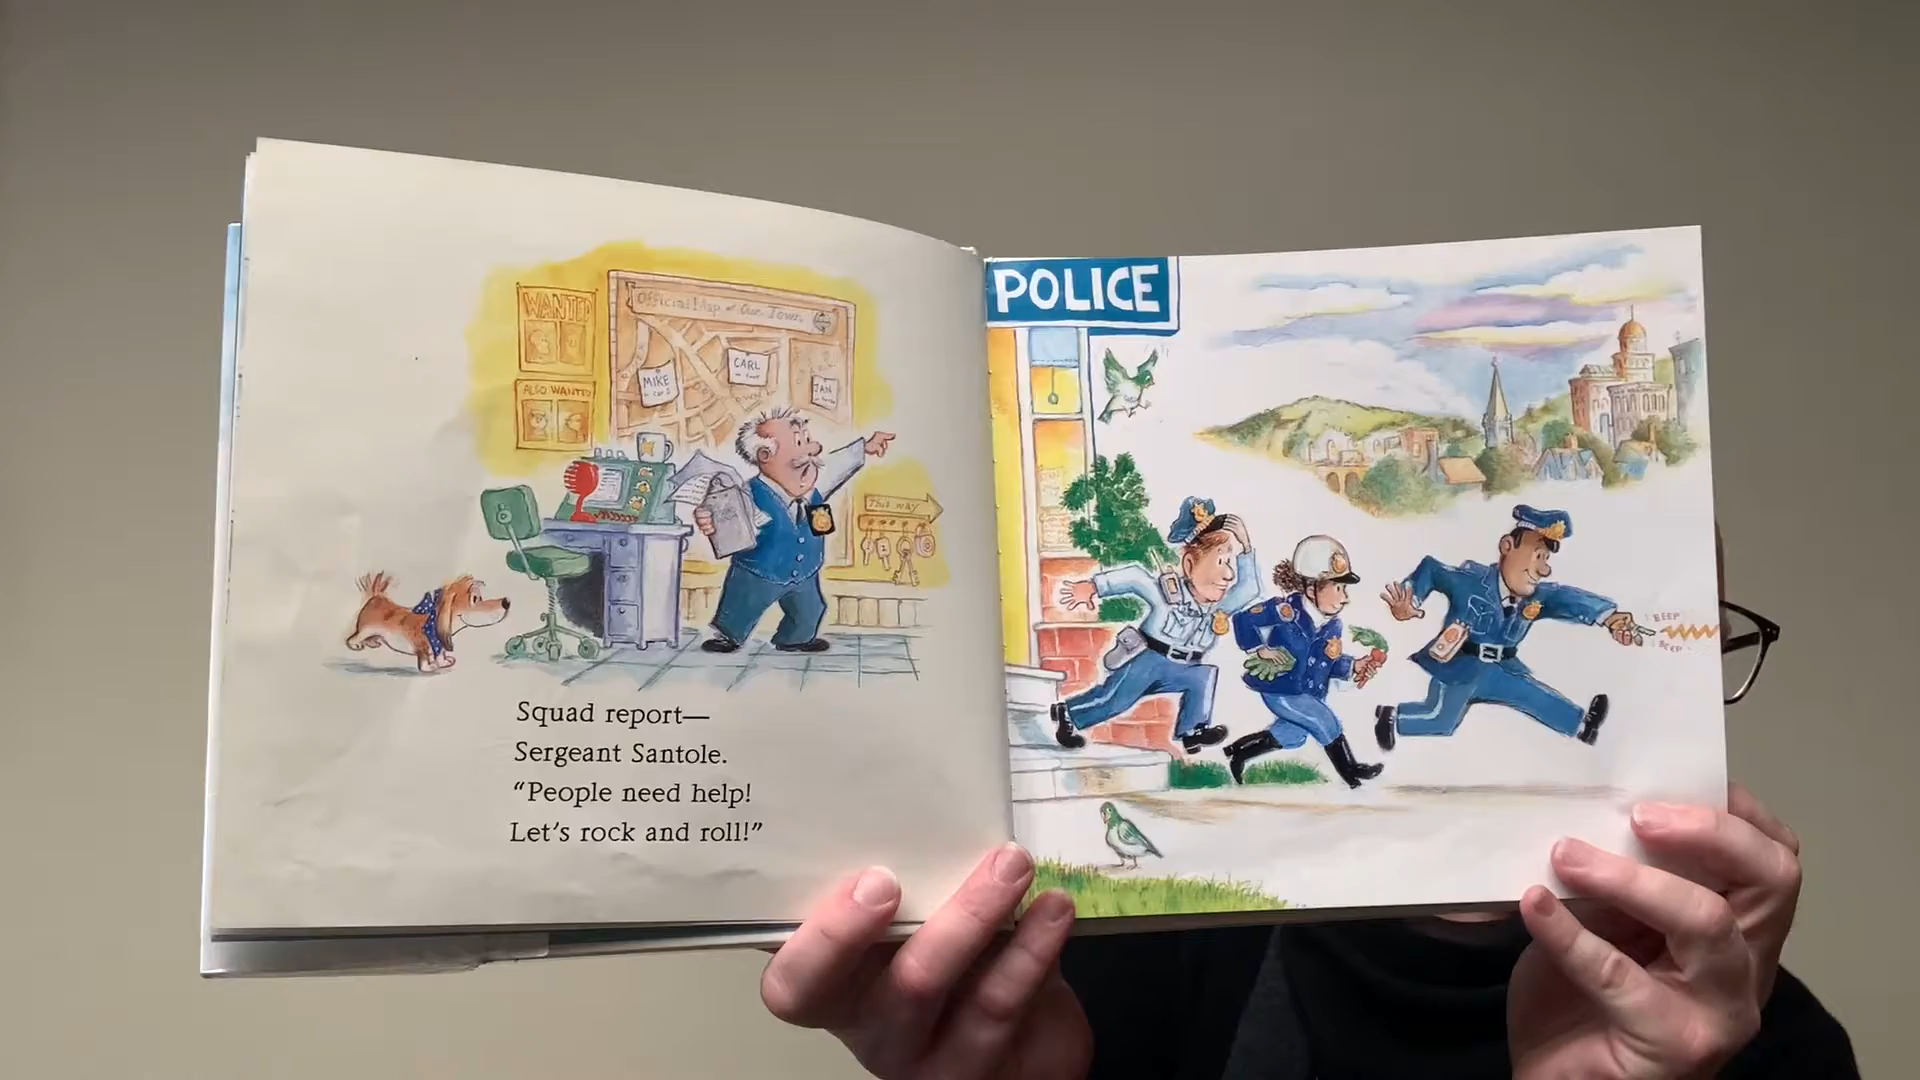 WANTED
ALSO WANTED
Official Map of Our Town
MIKE
CARL
JAN
This way
Squad report—
Sergeant Santole.
“People need help!
Let’s rock and roll!”
POLICE
BEEP
BEEP